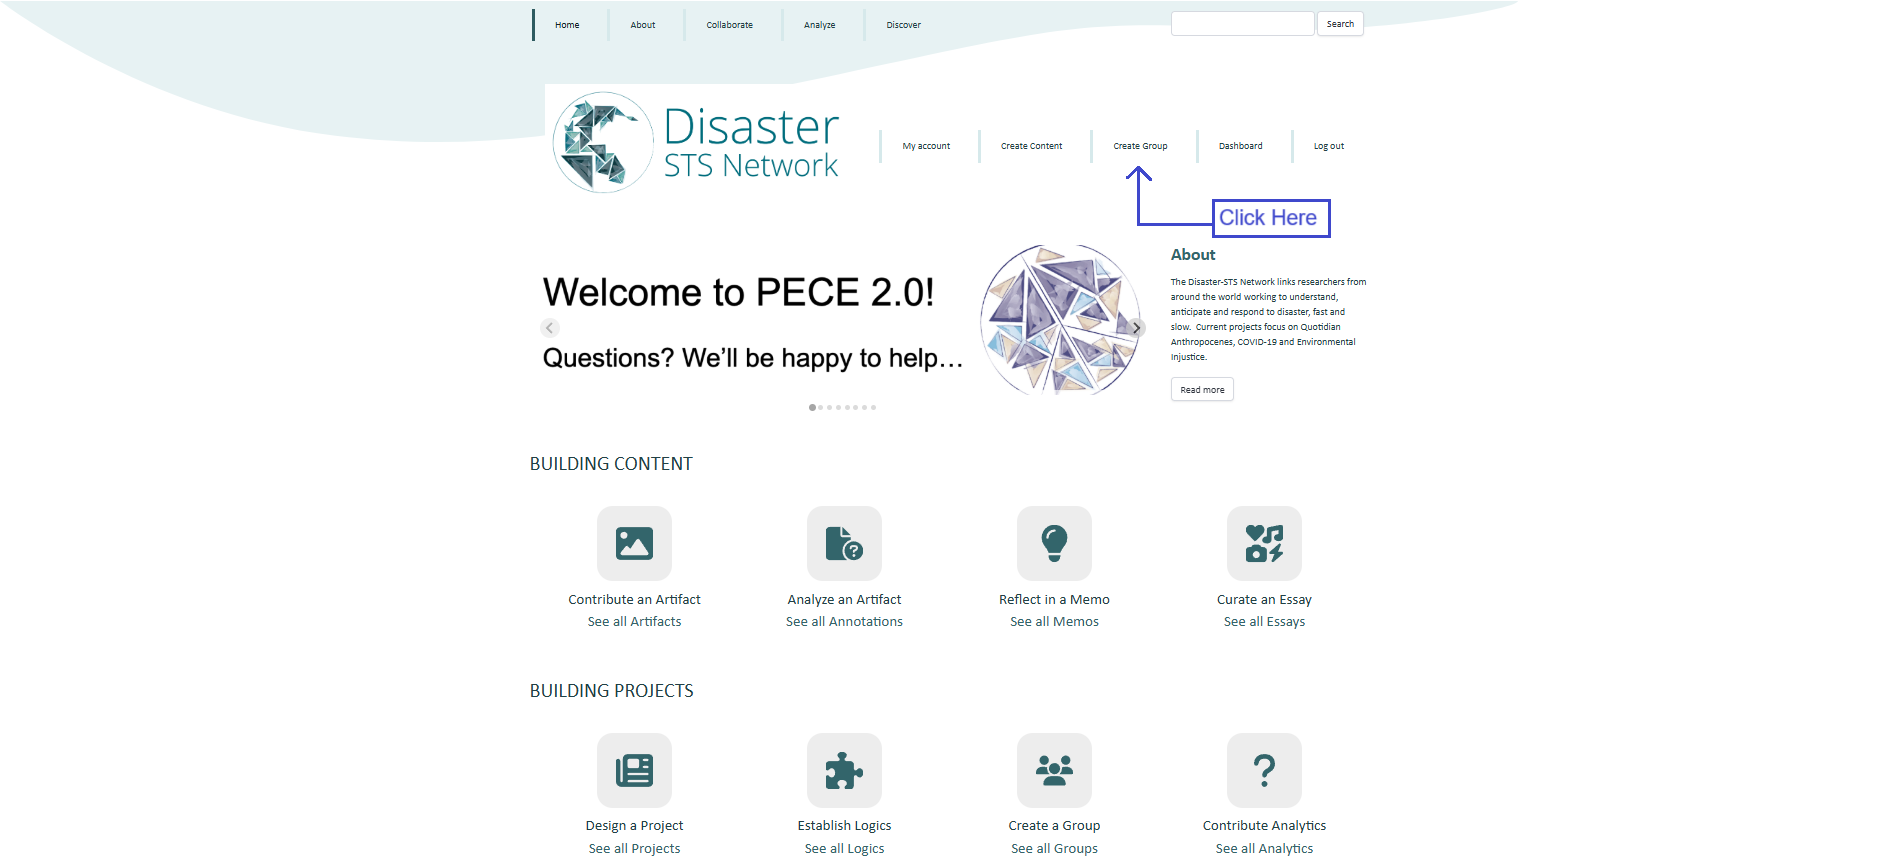 Home
About
Collaborate
Analyze
Discover
Search
Disaster
STS Network
My account
Create Content
Create Group
Dashboard
Log out
Click Here
Welcome to PECE 2.0!
Questions? We’ll be happy to help…
About
The Disaster-STS Network links researchers from
around the world working to understand,
anticipate and respond to disaster, fast and
slow. Current projects focus on Quotidian
Anthropocenes, COVID-19 and Environmental
Injustice.
Read more
BUILDING CONTENT
Contribute an Artifact
See all Artifacts
Analyze an Artifact
See all Annotations
Reflect in a Memo
See all Memos
Curate an Essay
See all Essays
BUILDING PROJECTS
Design a Project
See all Projects
Establish Logics
See all Logics
Create a Group
See all Groups
Contribute Analytics
See all Analytics